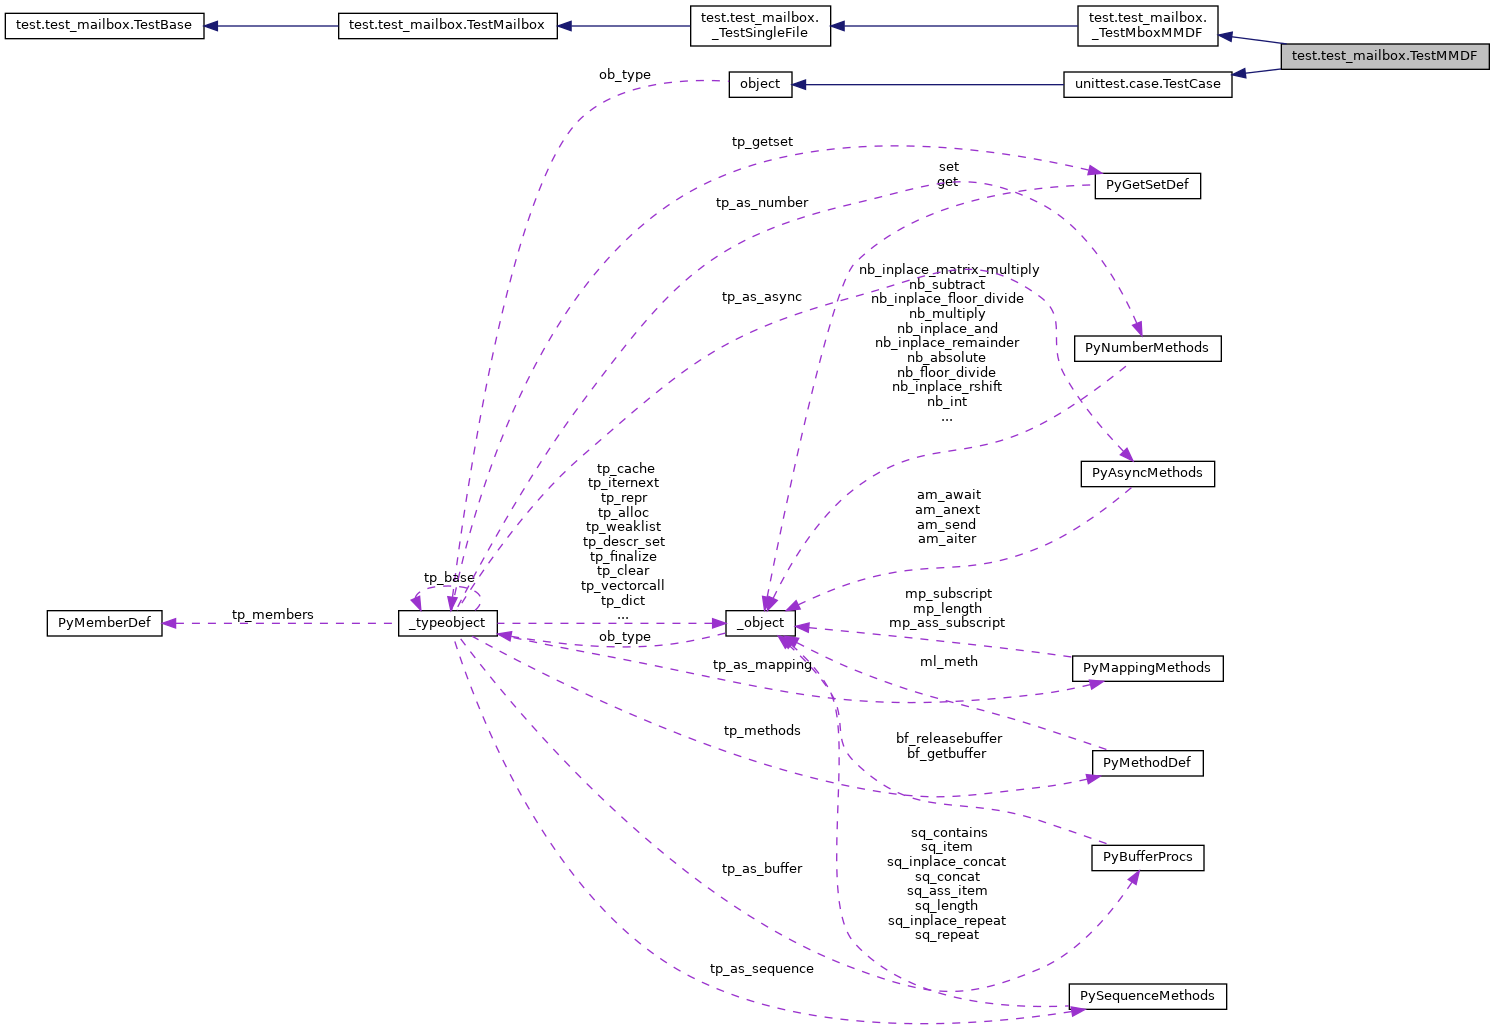 test.test_mailbox.TestBase
test.test_mailbox.TestMailbox
test.test_mailbox.
_TestSingleFile
test.test_mailbox.
_TestMboxMMDF
test.test_mailbox.TestMMDF
ob_type
object
unittest.case.TestCase
tp_getset
set
get
PyGetSetDef
tp_as_number
tp_as_async
nb_inplace_matrix_multiply
nb_subtract
nb_inplace_floor_divide
nb_multiply
nb_inplace_and
nb_inplace_remainder
nb_absolute
nb_floor_divide
nb_inplace_rshift
nb_int
...
PyNumberMethods
PyAsyncMethods
tp_cache
tp_iternext
tp_repr
tp_alloc
tp_weaklist
tp_descr_set
tp_finalize
tp_clear
tp_vectorcall
tp_dict
...
am_await
am_anext
am_send
am_aiter
tp_base
mp_subscript
mp_length
mp_ass_subscript
PyMemberDef
tp_members
_typeobject
ob_type
_object
tp_as_mapping
ml_meth
PyMappingMethods
tp_methods
bf_releasebuffer
bf_getbuffer
PyMethodDef
tp_as_buffer
sq_contains
sq_item
sq_inplace_concat
sq_concat
sq_ass_item
sq_length
sq_inplace_repeat
sq_repeat
PyBufferProcs
tp_as_sequence
PySequenceMethods